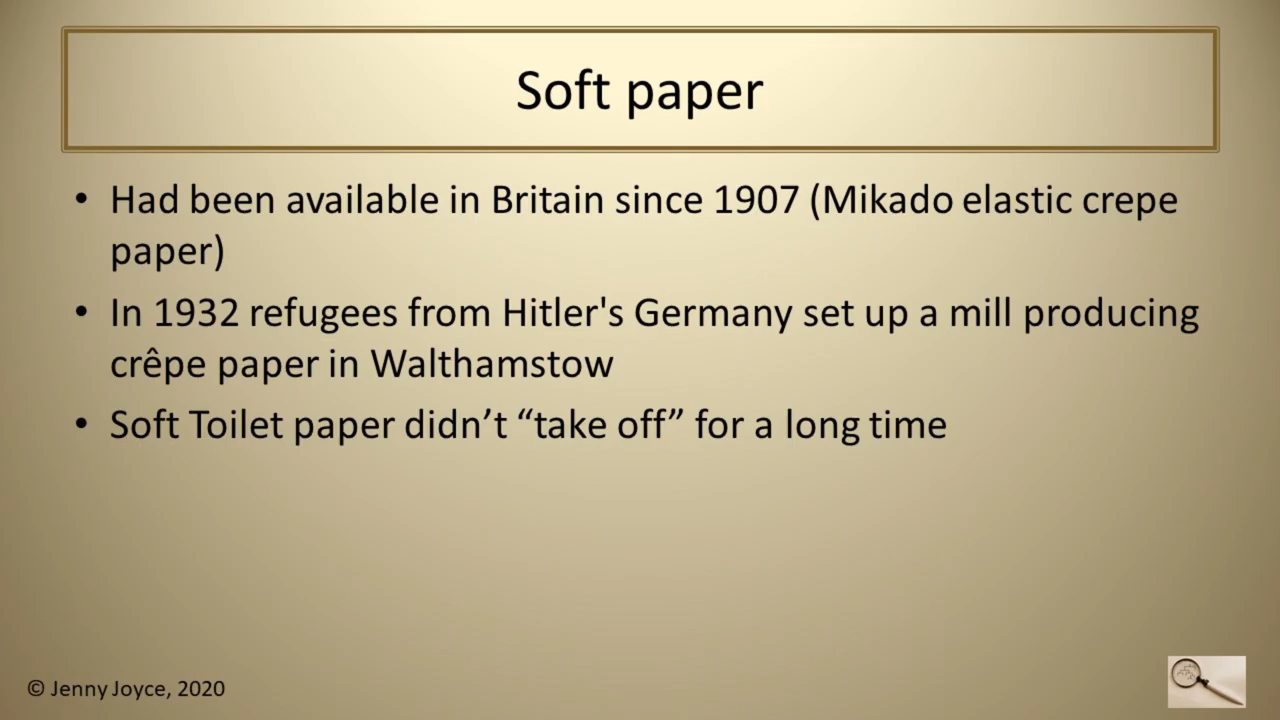 Soft paper
• Had been available in Britain since 1907 (Mikado elastic crepe
paper)
• In 1932 refugees from Hitler's Germany set up a mill producing
crêpe paper in Walthamstow
• Soft Toilet paper didn’t “take off” for a long time
© Jenny Joyce, 2020